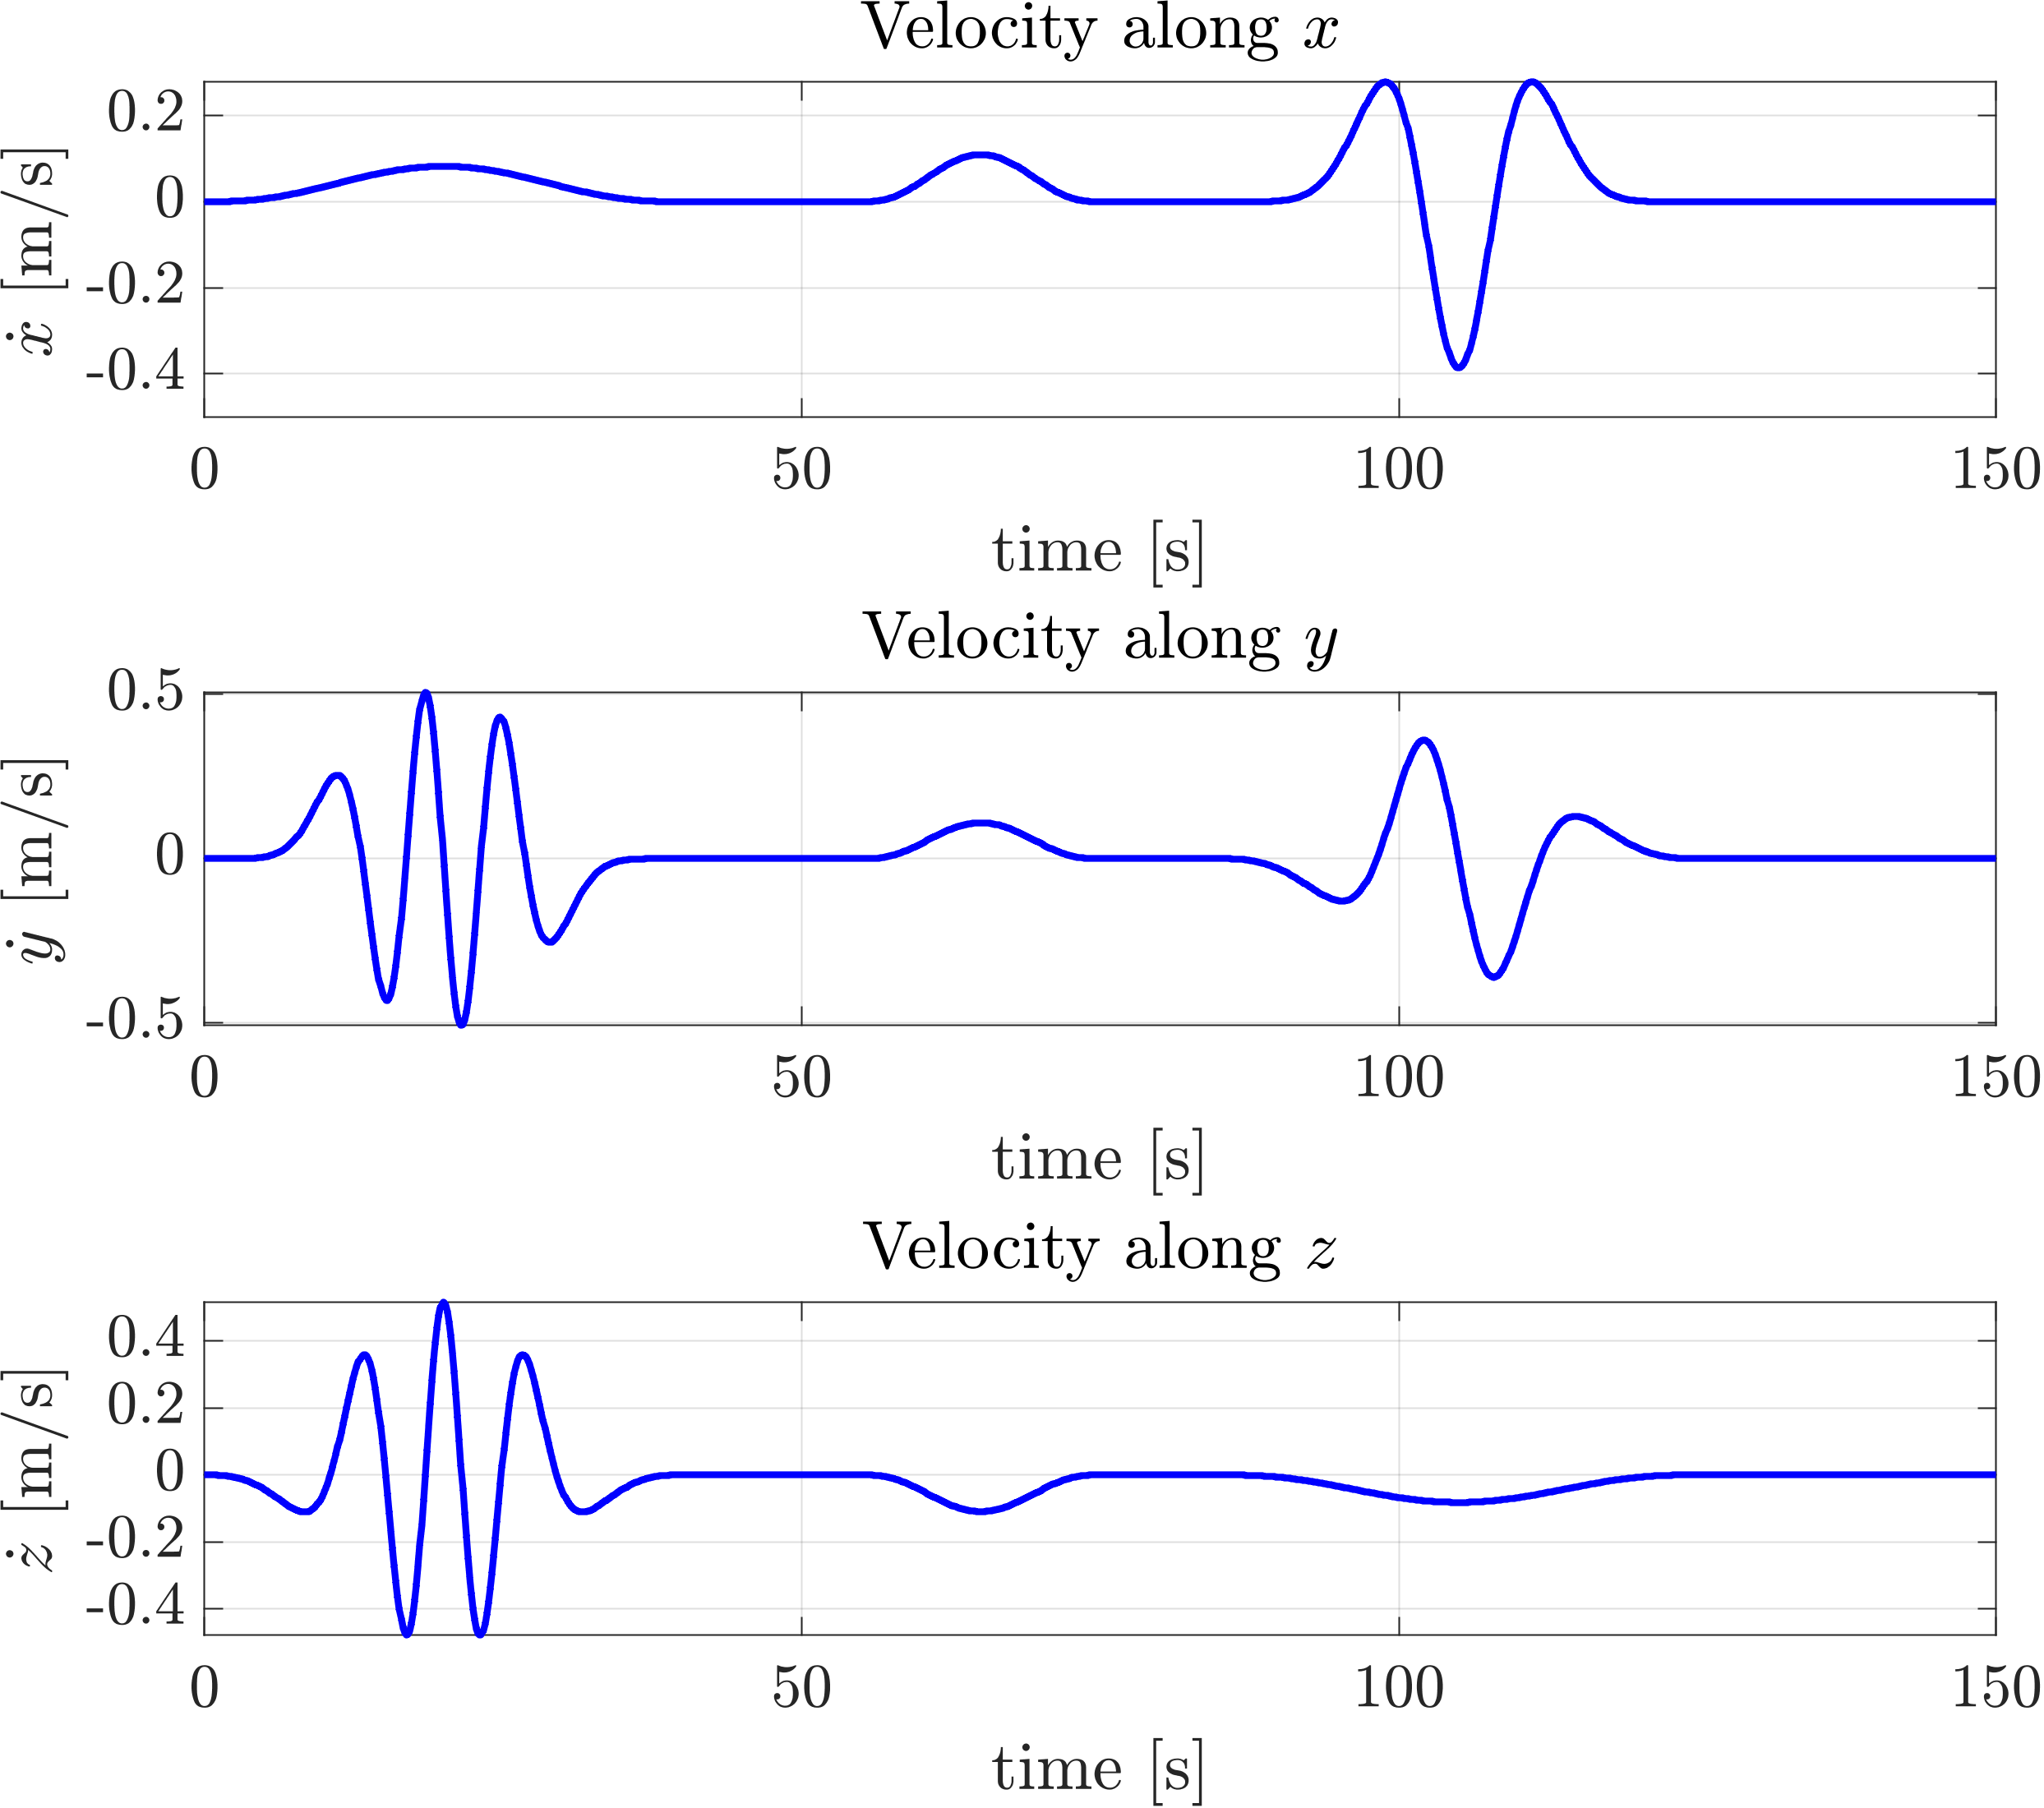 Velocity along x
ẋ [m/s]
0.2
0
-0.2
-0.4
0 50 100 150
time [s]
Velocity along y
ẏ [m/s]
0.5
0
-0.5
0 50 100 150
time [s]
Velocity along z
ż [m/s]
0.4
0.2
0
-0.2
-0.4
0 50 100 150
time [s]